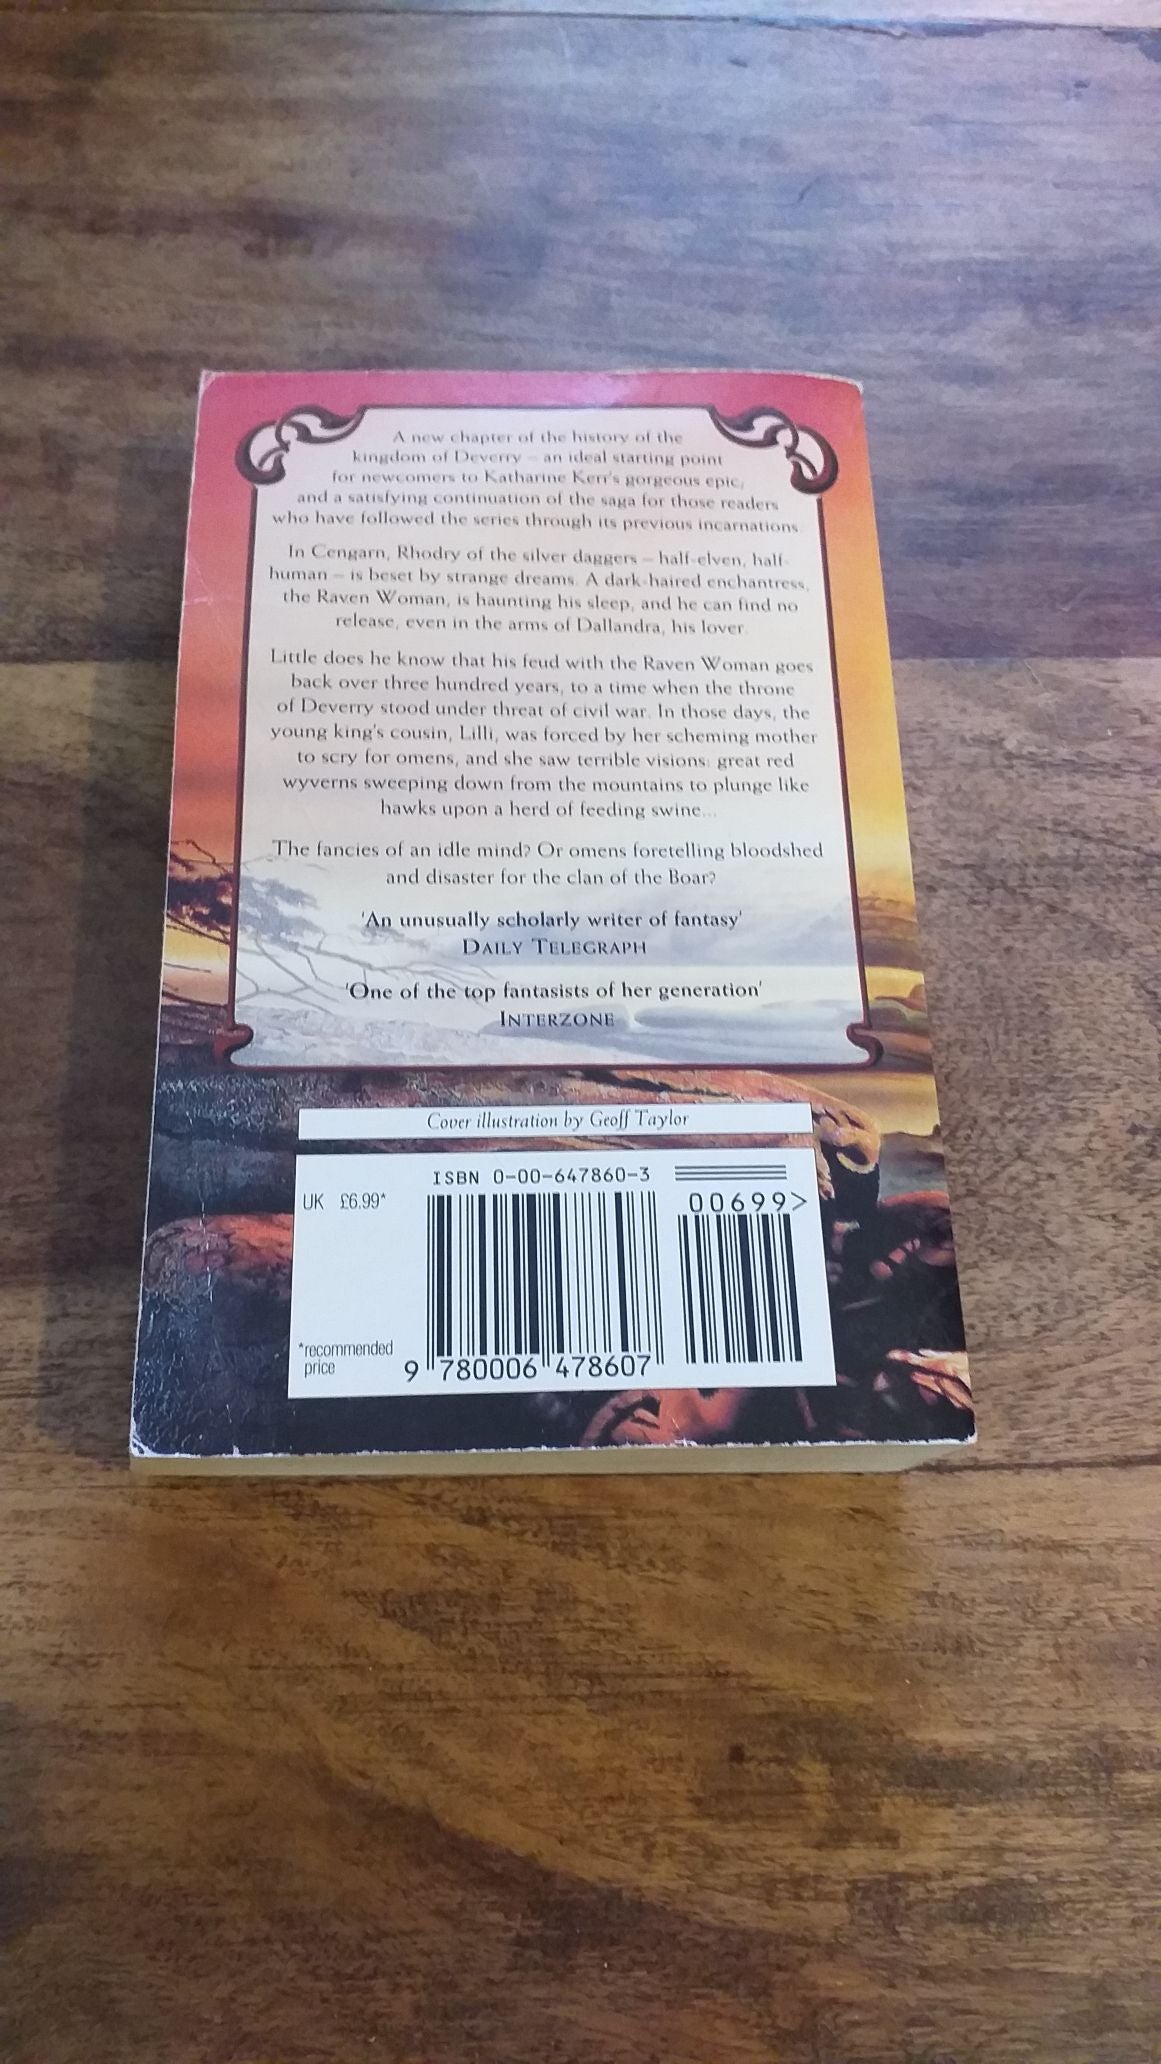 A new chapter of the history of the
kingdom of Deverry – an ideal starting point
for newcomers to Katharine Kerr's gorgeous epic,
and a satisfying continuation of the saga for those readers
who have followed the series through its previous incarnations.
In Cengarn, Rhodry of the silver daggers – half-elven, half-
human – is beset by strange dreams. A dark-haired enchantress,
the Raven Woman, is haunting his sleep, and he can find no
release, even in the arms of Dallandra, his lover.
Little does he know that his feud with the Raven Woman goes
back over three hundred years, to a time when the throne
of Deverry stood under threat of civil war. In those days, the
young king's cousin, Lilli, was forced by her scheming mother
to scry for omens, and she saw terrible visions: great red
wyverns sweeping down from the mountains to plunge like
hawks upon a herd of feeding swine...
The fancies of an idle mind? Or omens foretelling bloodshed
and disaster for the clan of the Boar?
'An unusually scholarly writer of fantasy'
DAILY TELEGRAPH
'One of the top fantasists of her generation'
INTERZONE
Cover illustration by Geoff Taylor
ISBN 0-00-647860-3
UK £6.99*
00699>
*recommended
price
9 780006 478607